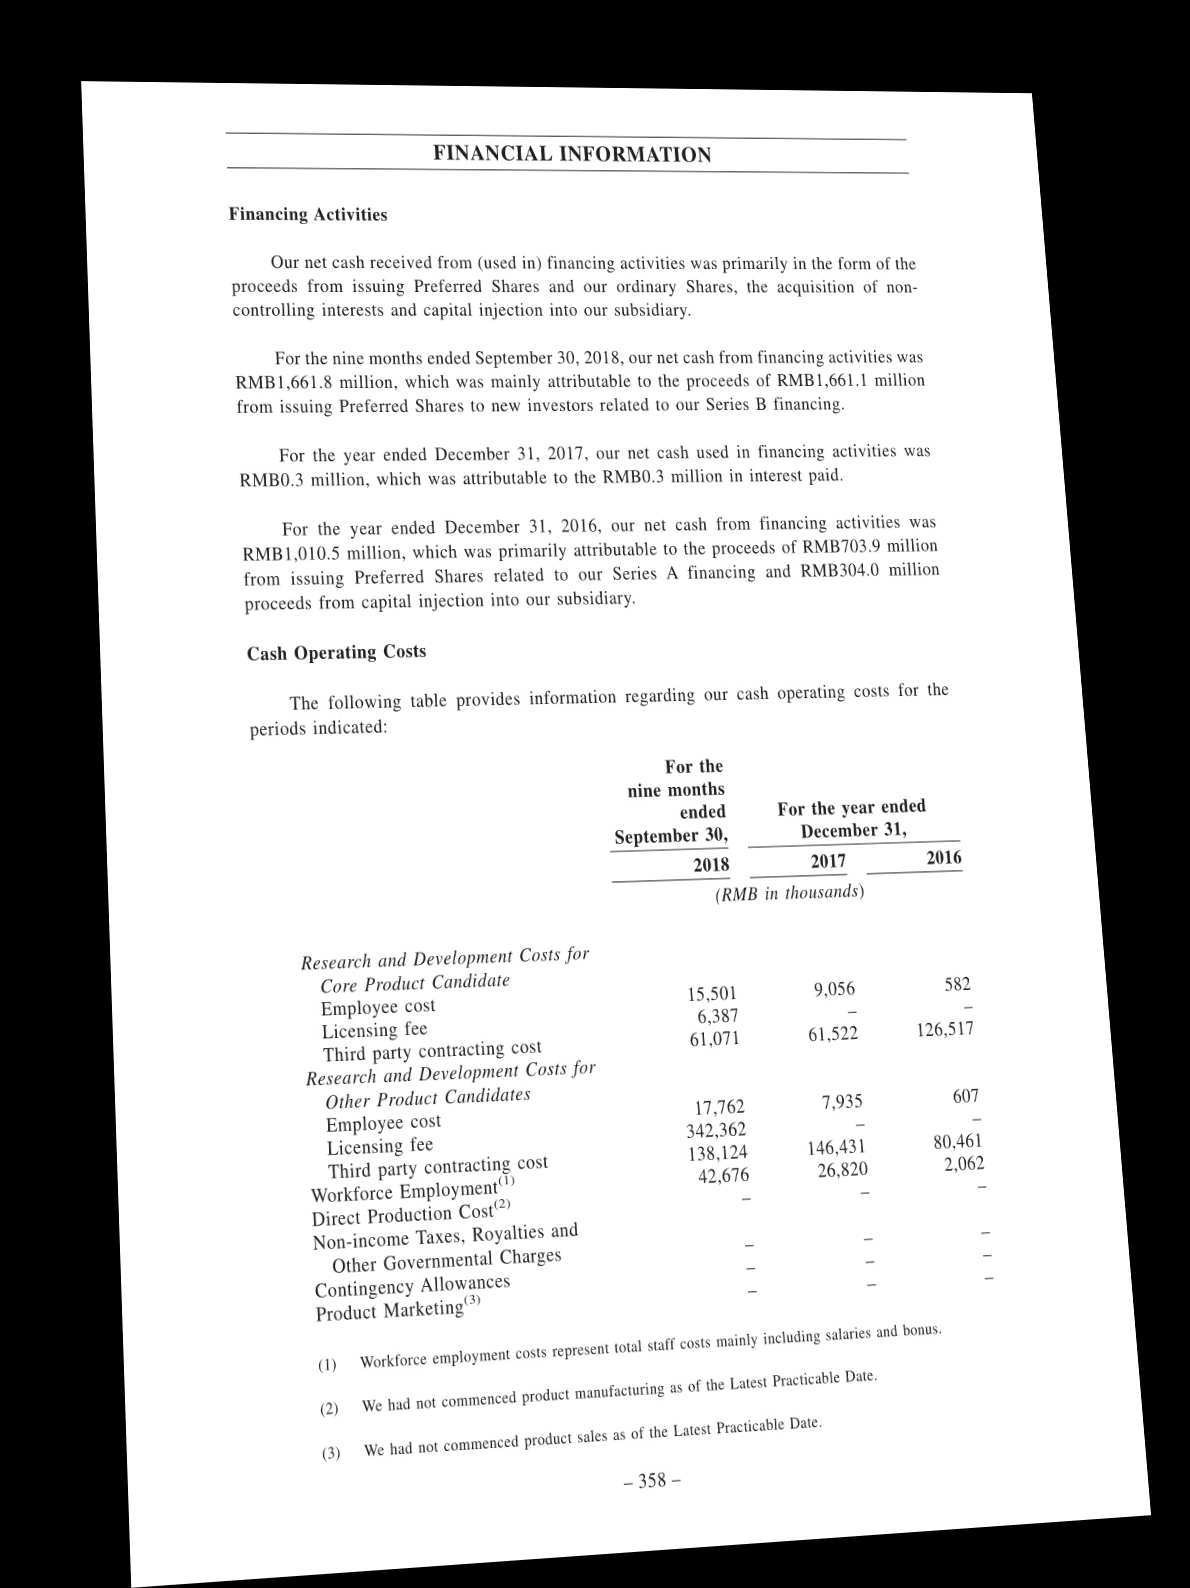 FINANCIAL INFORMATION
Financing Activities
Our net cash received from (used in) financing activities was primarily in the form of the
proceeds from issuing Preferred Shares and our ordinary Shares, the acquisition of non-
controlling interests and capital injection into our subsidiary.
For the nine months ended September 30, 2018, our net cash from financing activities was
RMB1,661.8 million, which was mainly attributable to the proceeds of RMB1,661.1 million
from issuing Preferred Shares to new investors related to our Series B financing.
For the year ended December 31, 2017, our net cash used in financing activities was
RMB0.3 million, which was attributable to the RMB0.3 million in interest paid.
For the year ended December 31, 2016, our net cash from financing activities was
RMB1,010.5 million, which was primarily attributable to the proceeds of RMB703.9 million
from issuing Preferred Shares related to our Series A financing and RMB304.0 million
proceeds from capital injection into our subsidiary.
Cash Operating Costs
The following table provides information regarding our cash operating costs for the
periods indicated:
For the
nine months
ended
September 30,
For the year ended
December 31,
2018 2017 2016
(RMB in thousands)
Research and Development Costs for
Core Product Candidate
Employee cost 15,501 9,056 582
Licensing fee 6,387 – –
Third party contracting cost 61,071 61,522 126,517
Research and Development Costs for
Other Product Candidates
Employee cost 17,762 7,935 607
Licensing fee 342,362 – –
Third party contracting cost 138,124 146,431 80,461
Workforce Employment(1) 42,676 26,820 2,062
Direct Production Cost(2) – – –
Non-income Taxes, Royalties and
Other Governmental Charges – – –
Contingency Allowances – – –
Product Marketing(3) – – –
(1) Workforce employment costs represent total staff costs mainly including salaries and bonus.
(2) We had not commenced product manufacturing as of the Latest Practicable Date.
(3) We had not commenced product sales as of the Latest Practicable Date.
– 358 –